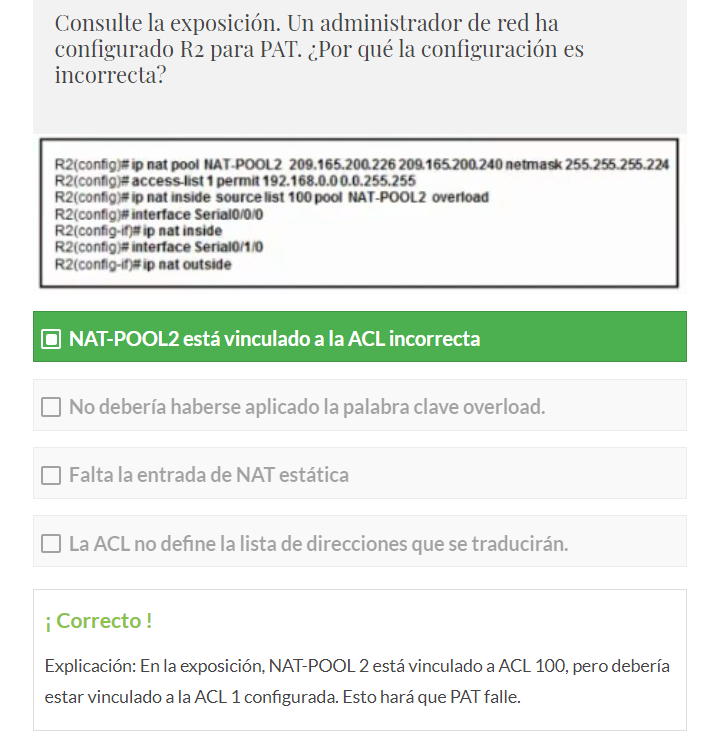 Consulte la exposición. Un administrador de red ha
configurado R2 para PAT. ¿Por qué la configuración es
incorrecta?
R2(config)# ip nat pool NAT-POOL2 209.165.200.226 209.165.200.240 netmask 255.255.255.224
R2(config)# access-list 1 permit 192.168.0.0 0.0.255.255
R2(config)# ip nat inside source list 100 pool NAT-POOL2 overload
R2(config)# interface Serial0/0/0
R2(config-if)# ip nat inside
R2(config)# interface Serial0/1/0
R2(config-if)# ip nat outside
NAT-POOL2 está vinculado a la ACL incorrecta
No debería haberse aplicado la palabra clave overload.
Falta la entrada de NAT estática
La ACL no define la lista de direcciones que se traducirán.
¡ Correcto !
Explicación: En la exposición, NAT-POOL 2 está vinculado a ACL 100, pero debería
estar vinculado a la ACL 1 configurada. Esto hará que PAT falle.